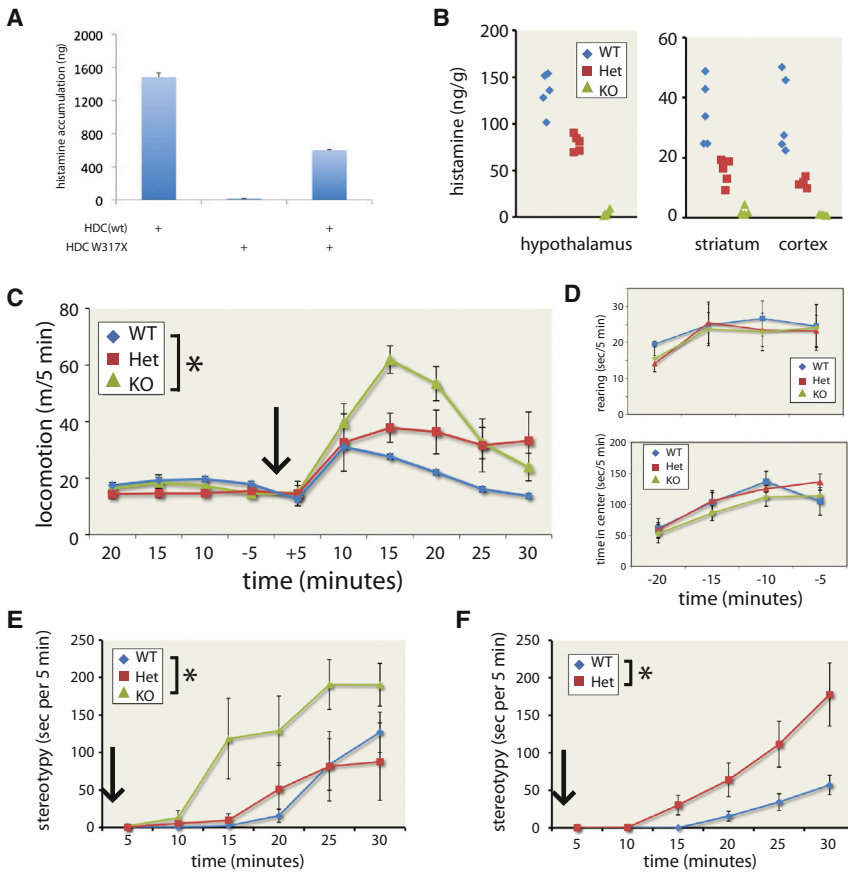 A
histamine accumulation (ng)
2000
1600
1200
800
400
0
HDC(wt) + +
HDC W317X + +
B
histamine (ng/g)
200
150
100
50
0
WT
Het
KO
hypothalamus
60
40
20
0
striatum cortex
C
locomotion (m/5 min)
80
60
40
20
0
WT
Het
KO
*
20 15 10 -5 +5 10 15 20 25 30
time (minutes)
D
rearing (sec/5 min)
30
20
10
0
WT
Het
KO
time in center (sec/5 min)
200
150
100
50
0
WT
Het
KO
-20 -15 -10 -5
time (minutes)
E
stereotypy (sec per 5 min)
250
200
150
100
50
0
WT
Het
KO
*
5 10 15 20 25 30
time (minutes)
F
stereotypy (sec per 5 min)
250
200
150
100
50
0
WT
Het
*
5 10 15 20 25 30
time (minutes)